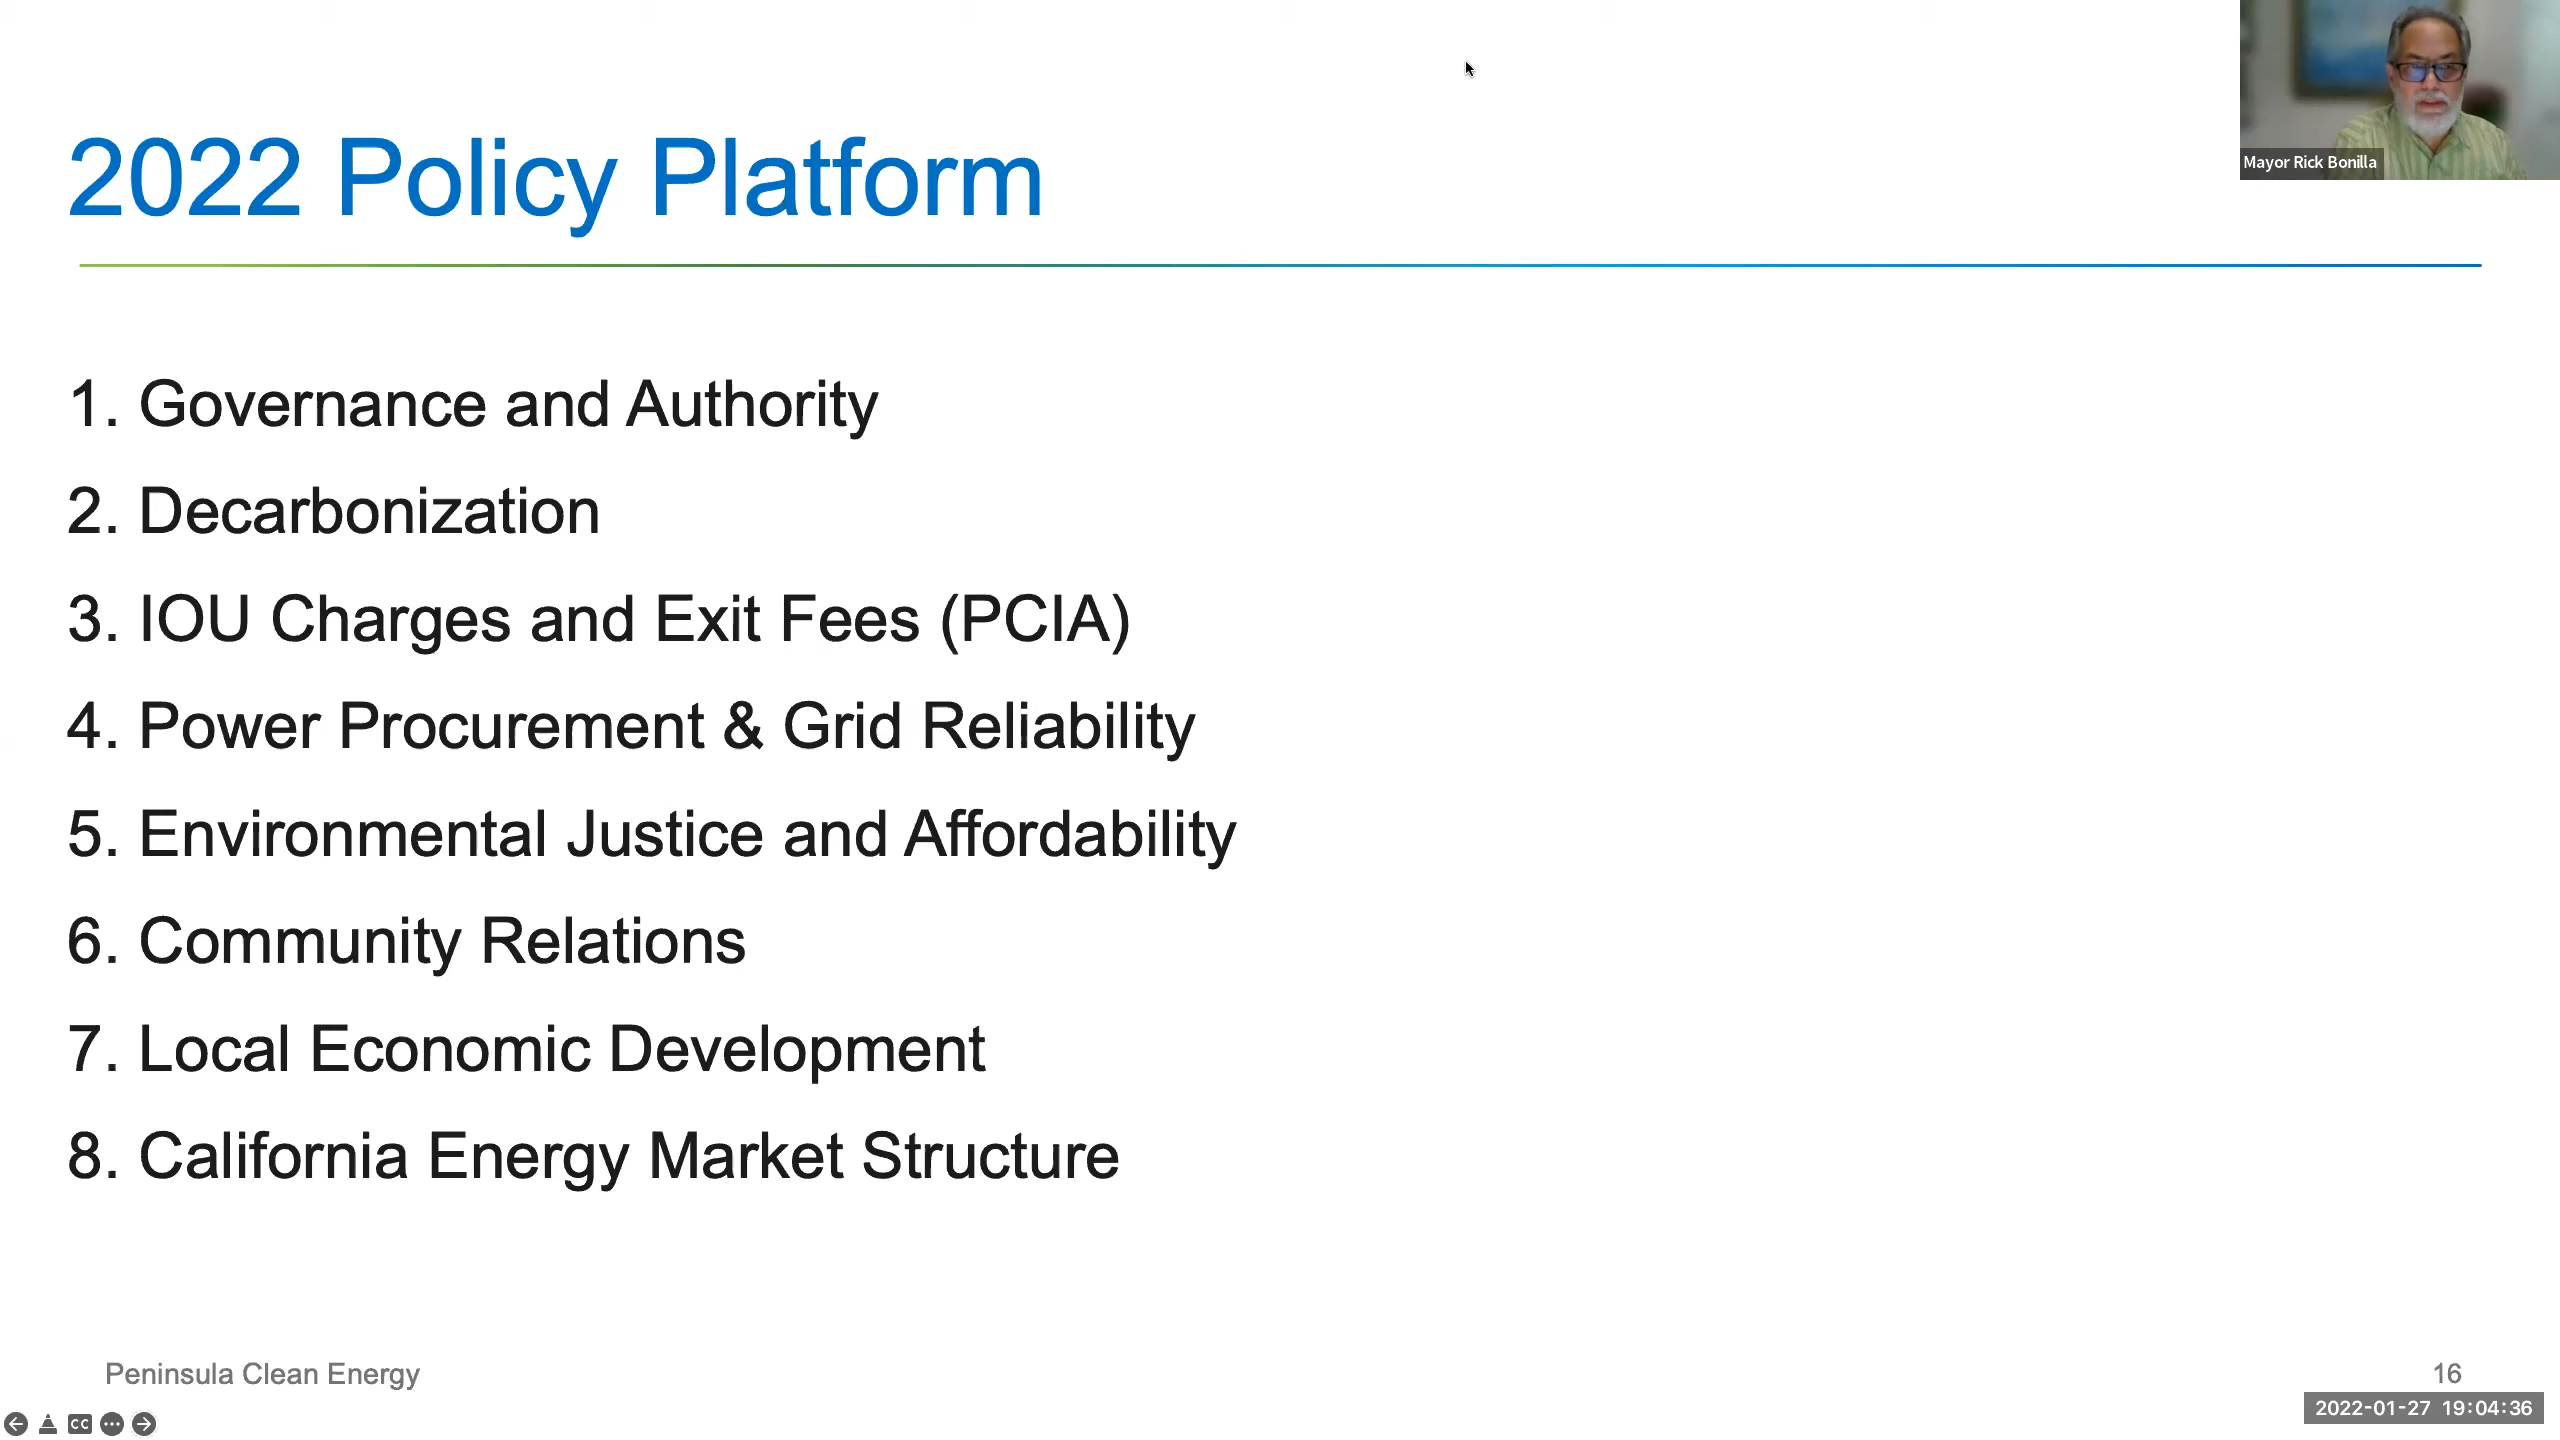 Mayor Rick Bonilla
2022 Policy Platform
1. Governance and Authority
2. Decarbonization
3. IOU Charges and Exit Fees (PCIA)
4. Power Procurement & Grid Reliability
5. Environmental Justice and Affordability
6. Community Relations
7. Local Economic Development
8. California Energy Market Structure
Peninsula Clean Energy
16
CC
2022-01-27 19:04:36